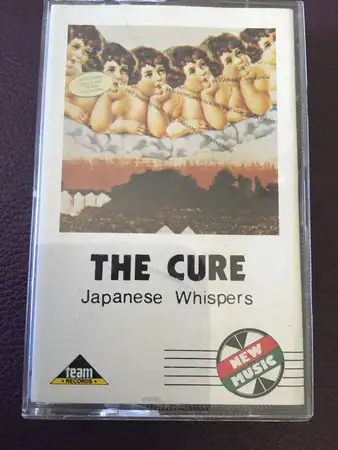 THE CURE
Japanese Whispers
team
RECORDS
NEW
MUSIC